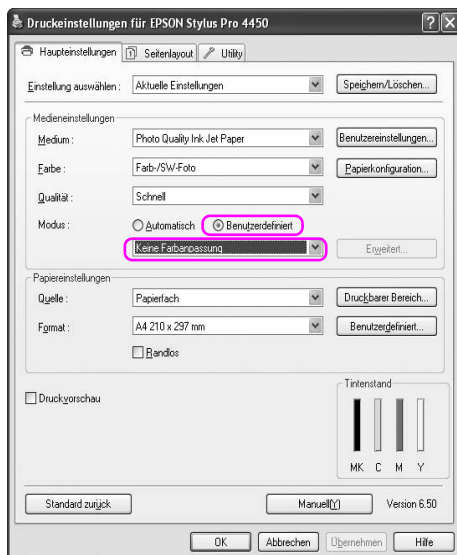 Druckeinstellungen für EPSON Stylus Pro 4450
Haupteinstellungen Seitenlayout Utility
Einstellung auswählen : Aktuelle Einstellungen Speichern/Löschen...
Medieneinstellungen
Medium : Photo Quality Ink Jet Paper Benutzereinstellungen...
Farbe : Farb-/SW-Foto Papierkonfiguration...
Qualität : Schnell
Modus : Automatisch Benutzerdefiniert
Keine Farbanpassung Erweitert...
Papiereinstellungen
Quelle : Papierfach Druckbarer Bereich...
Format : A4 210 x 297 mm Benutzerdefiniert...
Randlos
Druckvorschau
Tintenstand
MK C M Y
Standard zurück Manuell(Y) Version 6.50
OK Abbrechen Übernehmen Hilfe